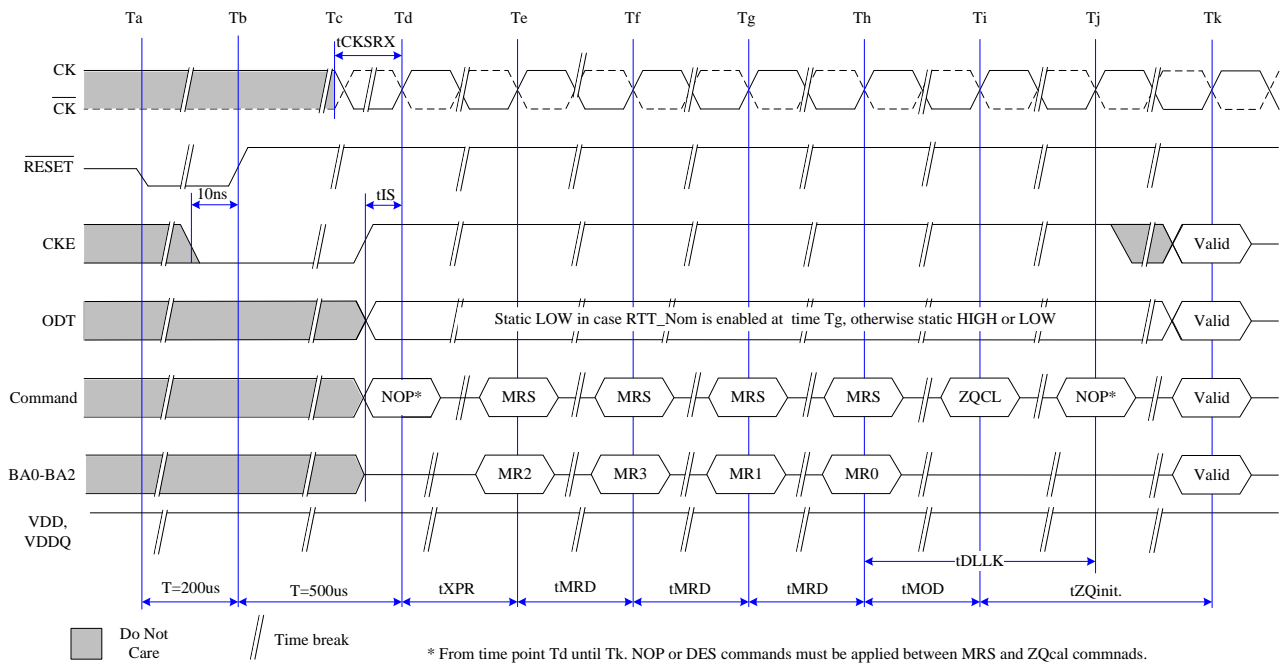 Ta Tb Tc Td Te Tf Tg Th Ti Tj Tk
tCKSRX
CK
CK
RESET
10ns
tIS
CKE
Valid
ODT
Static LOW in case RTT_Nom is enabled at time Tg, otherwise static HIGH or LOW
Valid
Command
NOP* MRS MRS MRS MRS ZQCL NOP* Valid
BA0-BA2
MR2 MR3 MR1 MR0 Valid
VDD,
VDDQ
tDLLK
T=200us T=500us tXPR tMRD tMRD tMRD tMOD tZQinit.
Do Not
Care
Time break
* From time point Td until Tk. NOP or DES commands must be applied between MRS and ZQcal commnads.